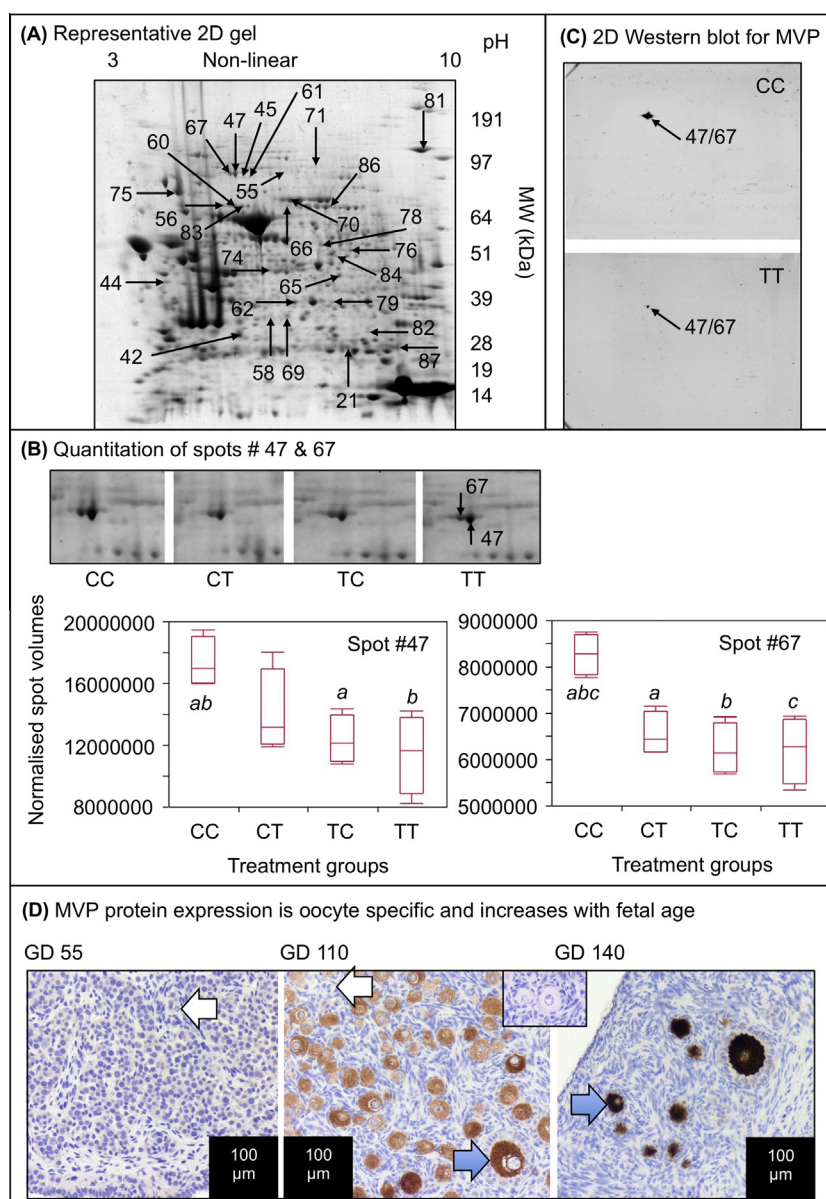 (A) Representative 2D gel
3 Non-linear 10 pH
61
45
47
67
71
81
60
191
75
55
86
97
56
83
70
78
64
66
76
74
51
44
84
65
62
79
39
42
82
28
58 69
87
19
21
14
MW (kDa)
(C) 2D Western blot for MVP
CC
47/67
TT
47/67
(B) Quantitation of spots # 47 & 67
67
47
CC CT TC TT
Normalised spot volumes
20000000
16000000
12000000
8000000
Spot #47
ab
a
b
CC CT TC TT
Treatment groups
9000000
8000000
7000000
6000000
5000000
Spot #67
abc
a
b
c
CC CT TC TT
Treatment groups
(D) MVP protein expression is oocyte specific and increases with fetal age
GD 55 GD 110 GD 140
100
µm
100
µm
100
µm